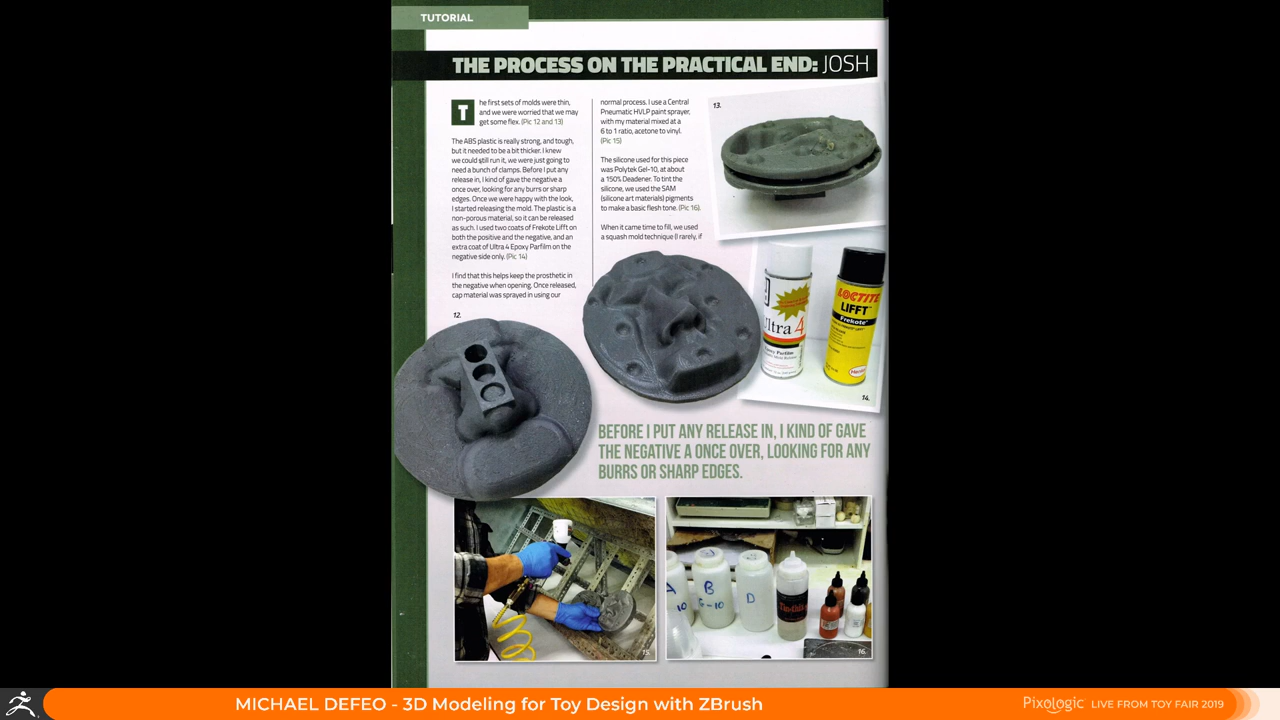 TUTORIAL
THE PROCESS ON THE PRACTICAL END: JOSH
The first sets of molds were thin,
and we were worried that we may
get some flex. (Pic 12 and 13)
The ABS plastic is really strong, and tough,
but it needed to be a bit thicker. I knew
we could still run it, we were just going to
need a bunch of clamps. Before I put any
release in, I kind of gave the negative a
once over, looking for any burrs or sharp
edges. Once we were happy with the look,
I started releasing the mold. The plastic is a
non-porous material, so it can be released
as such. I used two coats of Frekote Lifft on
both the positive and the negative, and an
extra coat of Ultra 4 Epoxy Parfilm on the
negative side only. (Pic 14)
I find that this helps keep the prosthetic in
the negative when opening. Once released,
cap material was sprayed in using our
normal process. I use a Central
Pneumatic HVLP paint sprayer,
with my material mixed at a
6 to 1 ratio, acetone to vinyl.
(Pic 15)
The silicone used for this piece
was Polytek Gel-10, at about
a 150% Deadener. To tint the
silicone, we used the SAM
(silicone art materials) pigments
to make a basic flesh tone. (Pic 16).
When it came time to fill, we used
a squash mold technique (I rarely, if
12.
13.
Ultra 4
Epoxy Parfilm
LOCTITE
LIFFT
Frekote
Henkel
14.
BEFORE I PUT ANY RELEASE IN, I KIND OF GAVE
THE NEGATIVE A ONCE OVER, LOOKING FOR ANY
BURRS OR SHARP EDGES.
15.
A
10
B
G-10
D
16.
MICHAEL DEFEO - 3D Modeling for Toy Design with ZBrush
Pixologic LIVE FROM TOY FAIR 2019